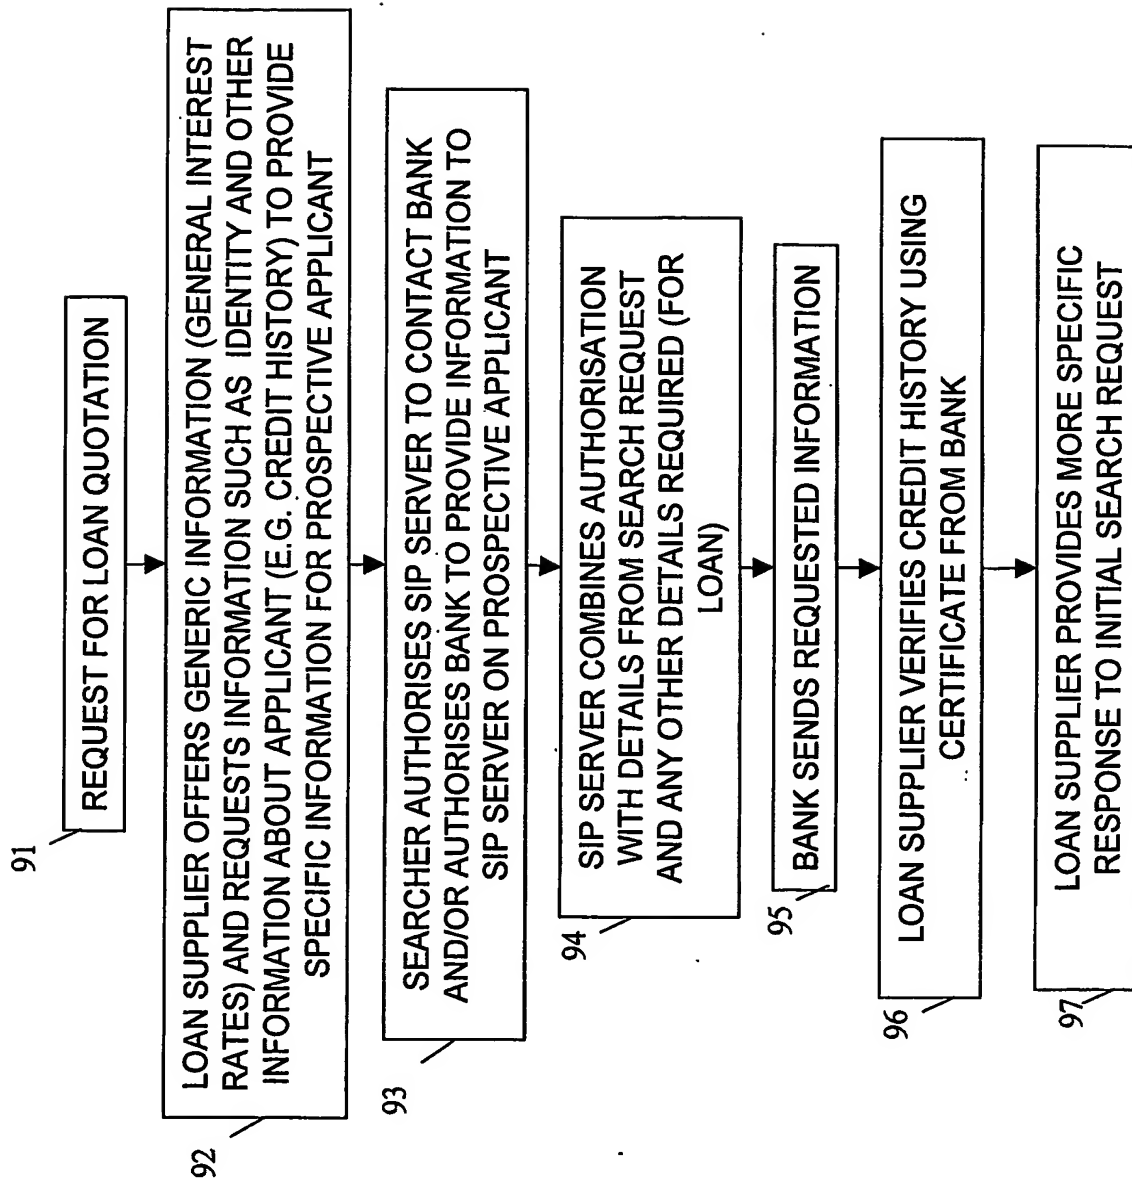 91
REQUEST FOR LOAN QUOTATION
92
LOAN SUPPLIER OFFERS GENERIC INFORMATION (GENERAL INTEREST
RATES) AND REQUESTS INFORMATION SUCH AS IDENTITY AND OTHER
INFORMATION ABOUT APPLICANT (E.G. CREDIT HISTORY) TO PROVIDE
SPECIFIC INFORMATION FOR PROSPECTIVE APPLICANT
93
SEARCHER AUTHORISES SIP SERVER TO CONTACT BANK
AND/OR AUTHORISES BANK TO PROVIDE INFORMATION TO
SIP SERVER ON PROSPECTIVE APPLICANT
94
SIP SERVER COMBINES AUTHORISATION
WITH DETAILS FROM SEARCH REQUEST
AND ANY OTHER DETAILS REQUIRED (FOR
LOAN)
95
BANK SENDS REQUESTED INFORMATION
96
LOAN SUPPLIER VERIFIES CREDIT HISTORY USING
CERTIFICATE FROM BANK
97
LOAN SUPPLIER PROVIDES MORE SPECIFIC
RESPONSE TO INITIAL SEARCH REQUEST